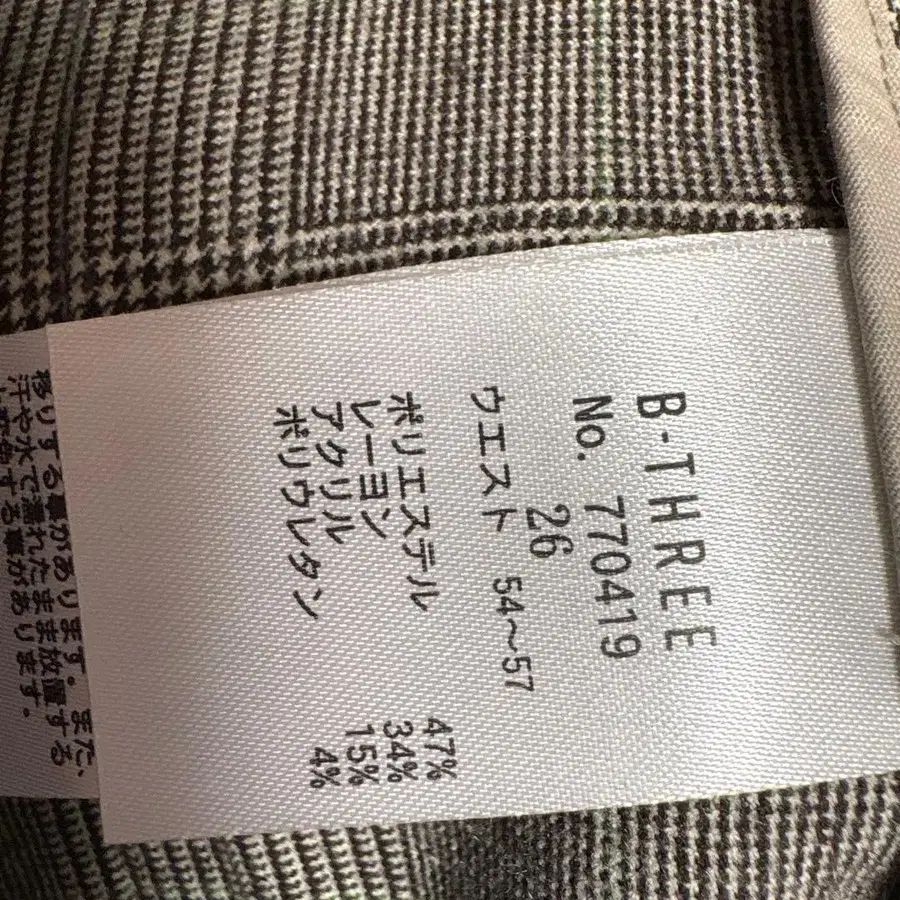 B-THREE
No. 770419
26
ウエスト 54～57
ポリエステル 47%
レーヨン 34%
アクリル 15%
ポリウレタン 4%
移りする事があります。また、
汗や水で濡れたまま放置する